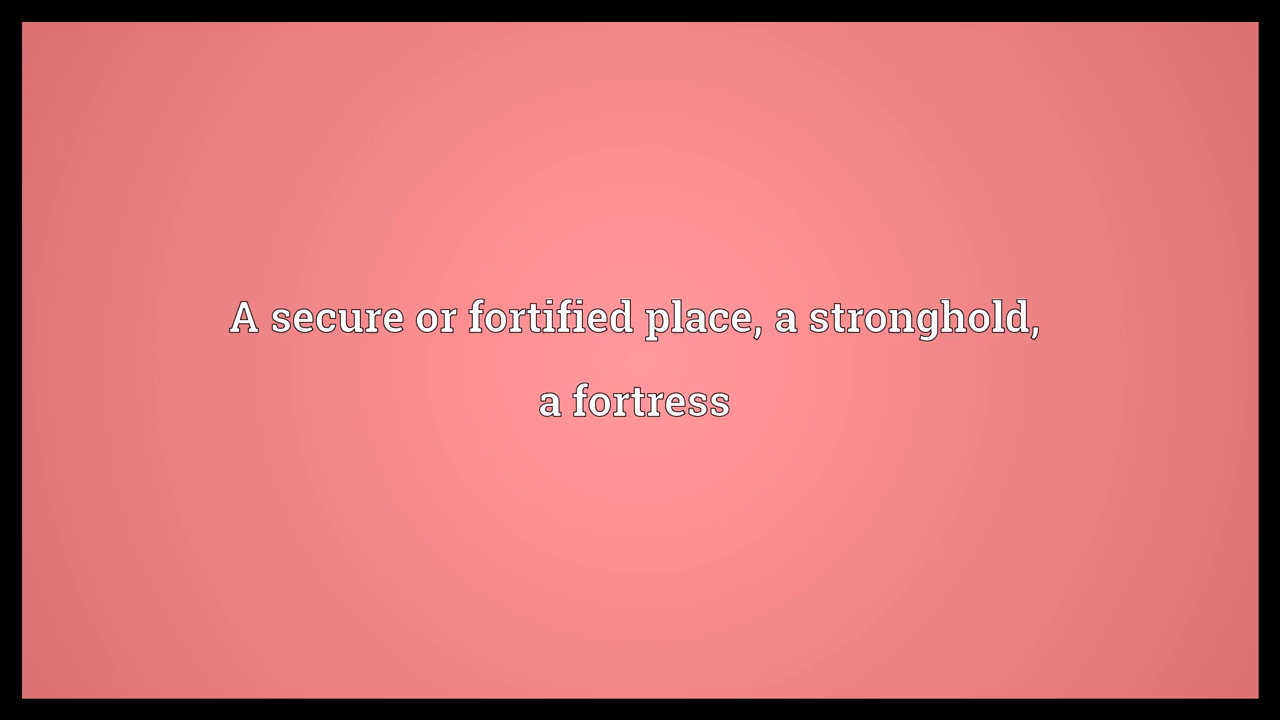 A secure or fortified place, a stronghold,
a fortress